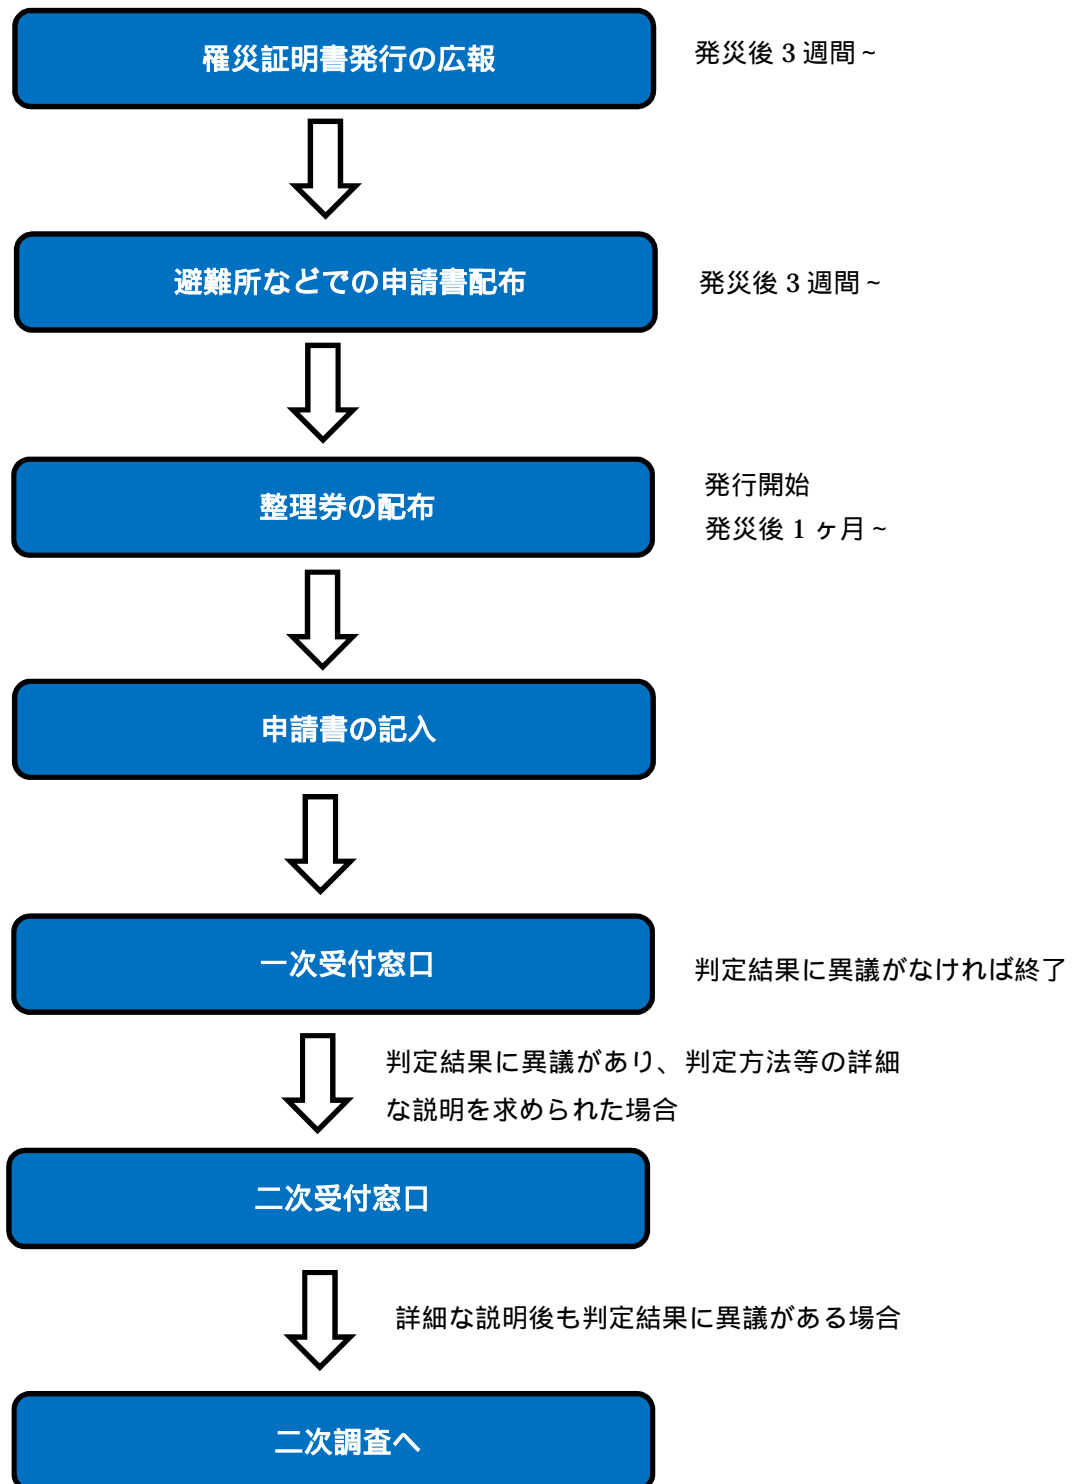 罹災証明書発行の広報
発災後3週間~
避難所などでの申請書配布
発災後3週間~
整理券の配布
発行開始
発災後1ヶ月~
申請書の記入
一次受付窓口
判定結果に異議がなければ終了
判定結果に異議があり、判定方法等の詳細
な説明を求められた場合
二次受付窓口
詳細な説明後も判定結果に異議がある場合
二次調査へ